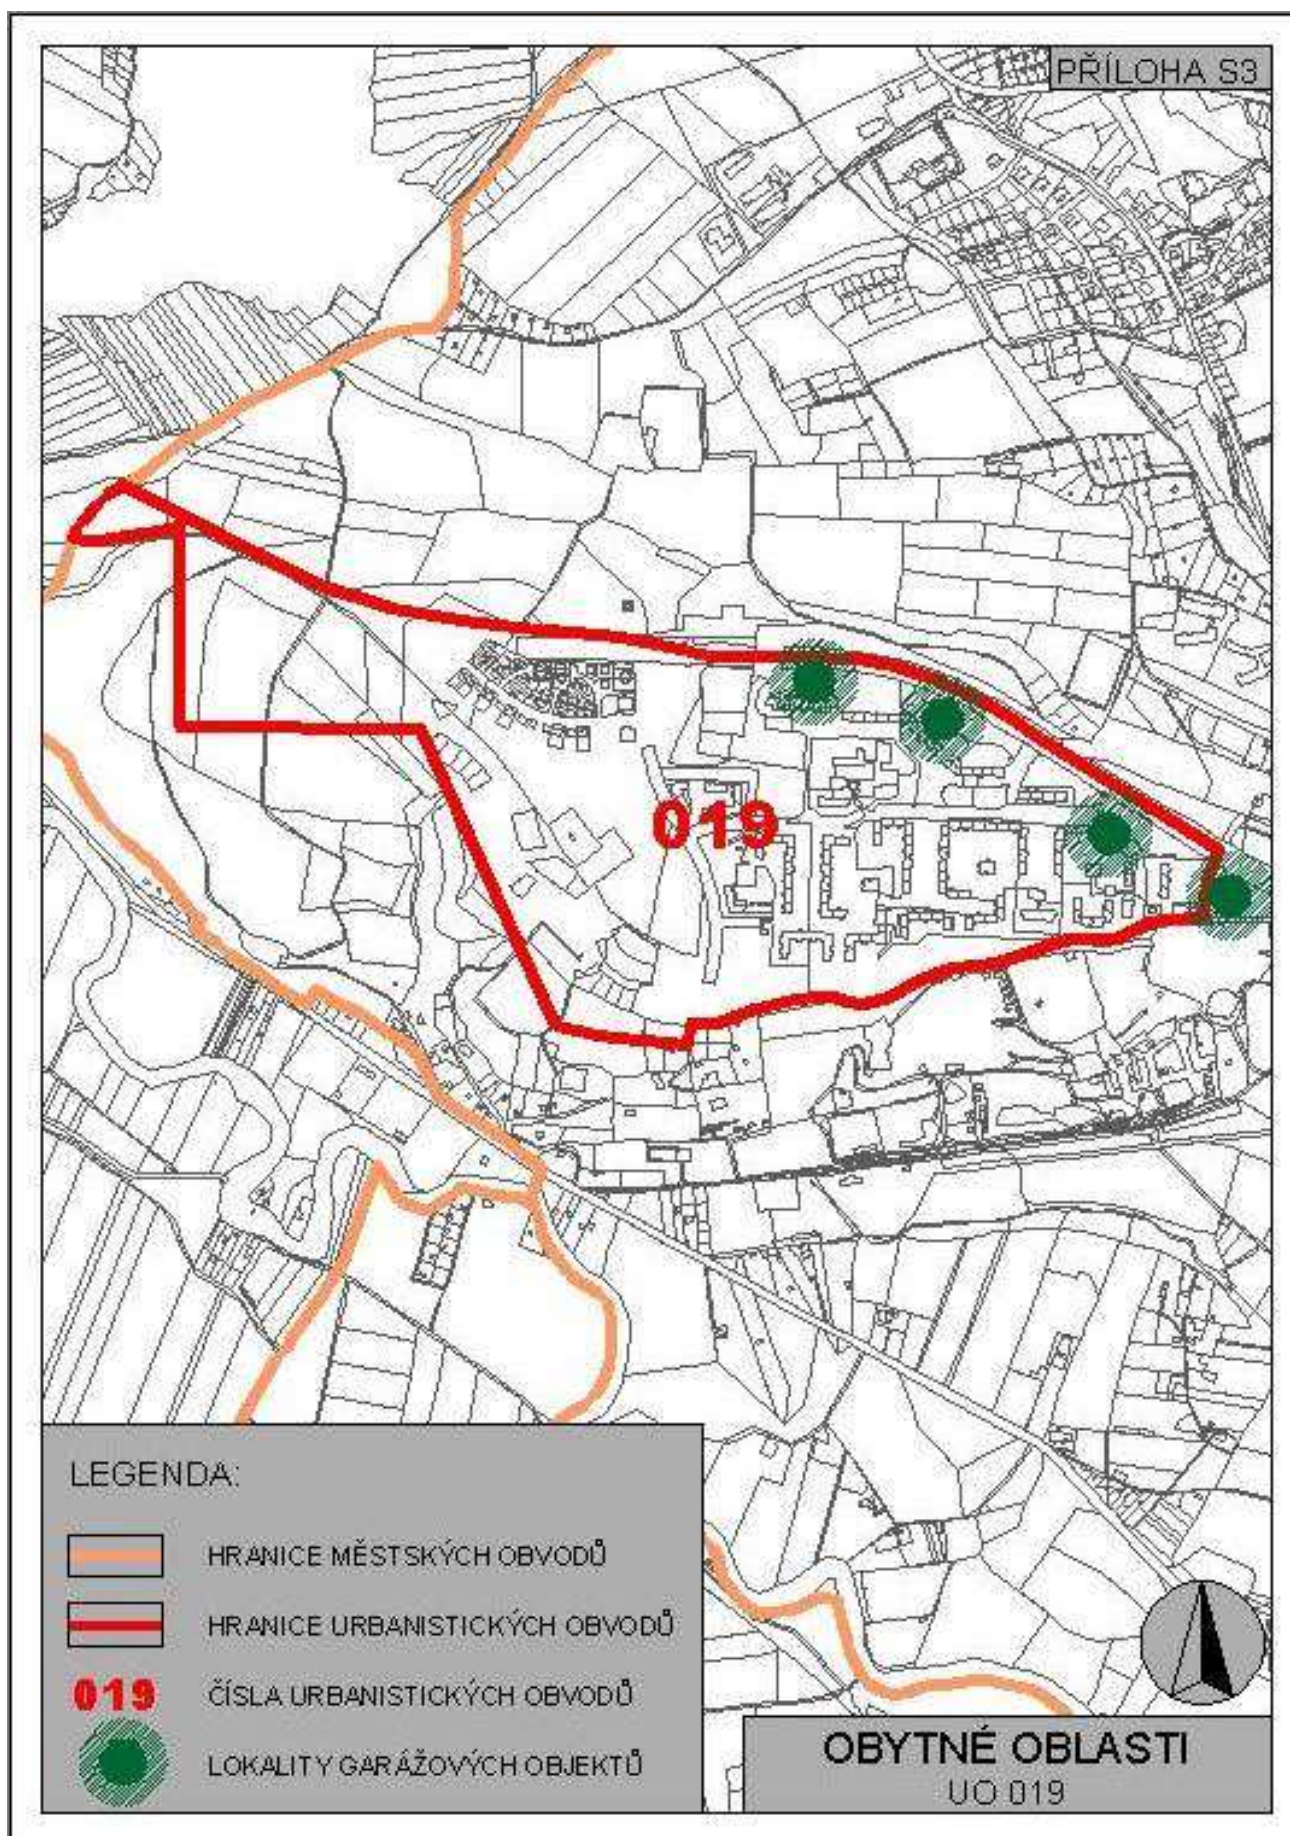 PŘÍLOHA S3
019
LEGENDA:
HRANICE MĚSTSKÝCH OBVODŮ
HRANICE URBANISTICKÝCH OBVODŮ
019 ČÍSLA URBANISTICKÝCH OBVODŮ
LOKALITY GARÁŽOVÝCH OBJEKTŮ
OBYTNÉ OBLASTI
UO 019